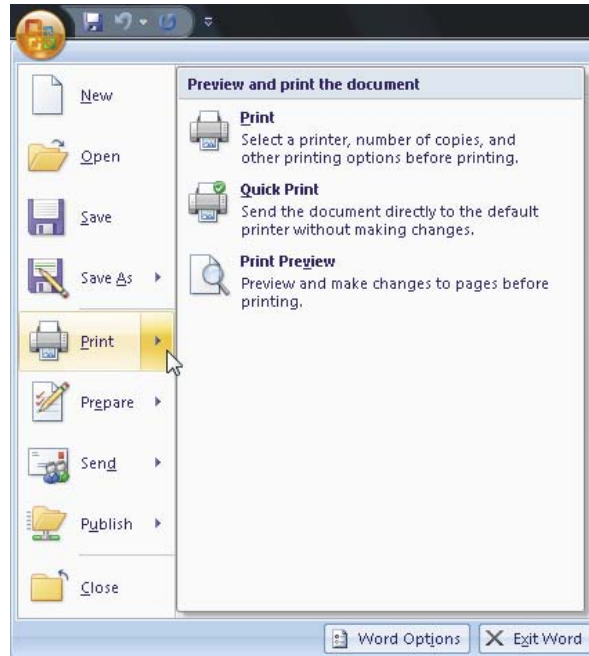 New
Open
Save
Save As
Print
Prepare
Send
Publish
Close
Preview and print the document
Print
Select a printer, number of copies, and
other printing options before printing.
Quick Print
Send the document directly to the default
printer without making changes.
Print Preview
Preview and make changes to pages before
printing.
Word Options
Exit Word